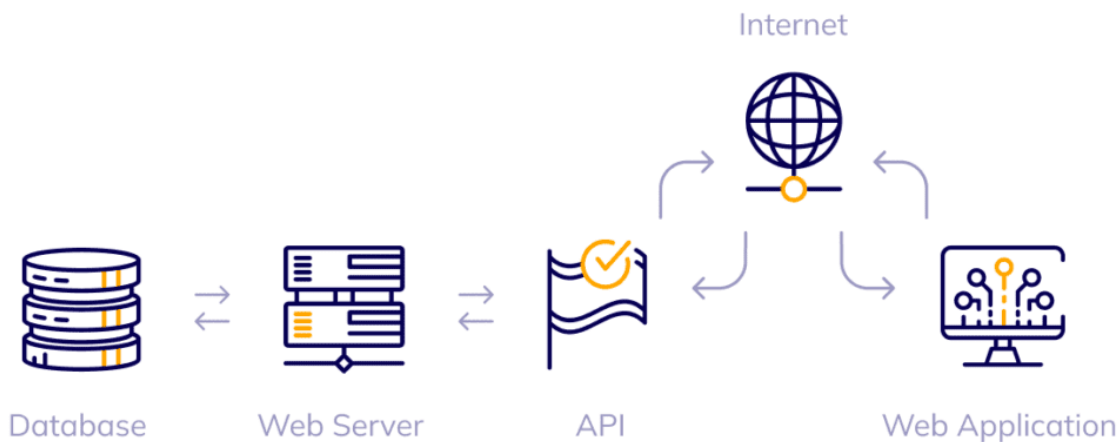 Internet
Database
Web Server
API
Web Application